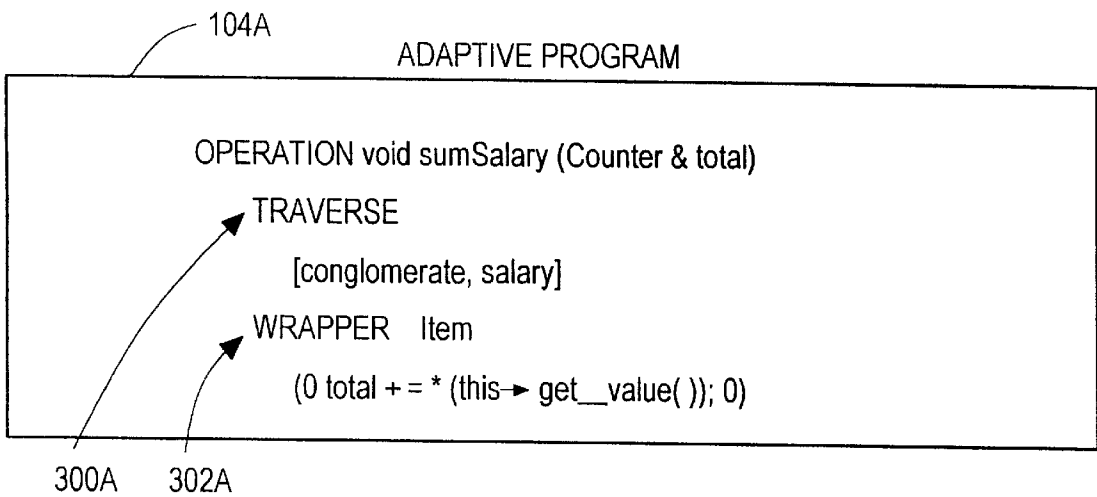 104A
ADAPTIVE PROGRAM
OPERATION void sumSalary (Counter & total)
TRAVERSE
[conglomerate, salary]
WRAPPER Item
(0 total + = * (this→ get__value( )); 0)
300A 302A